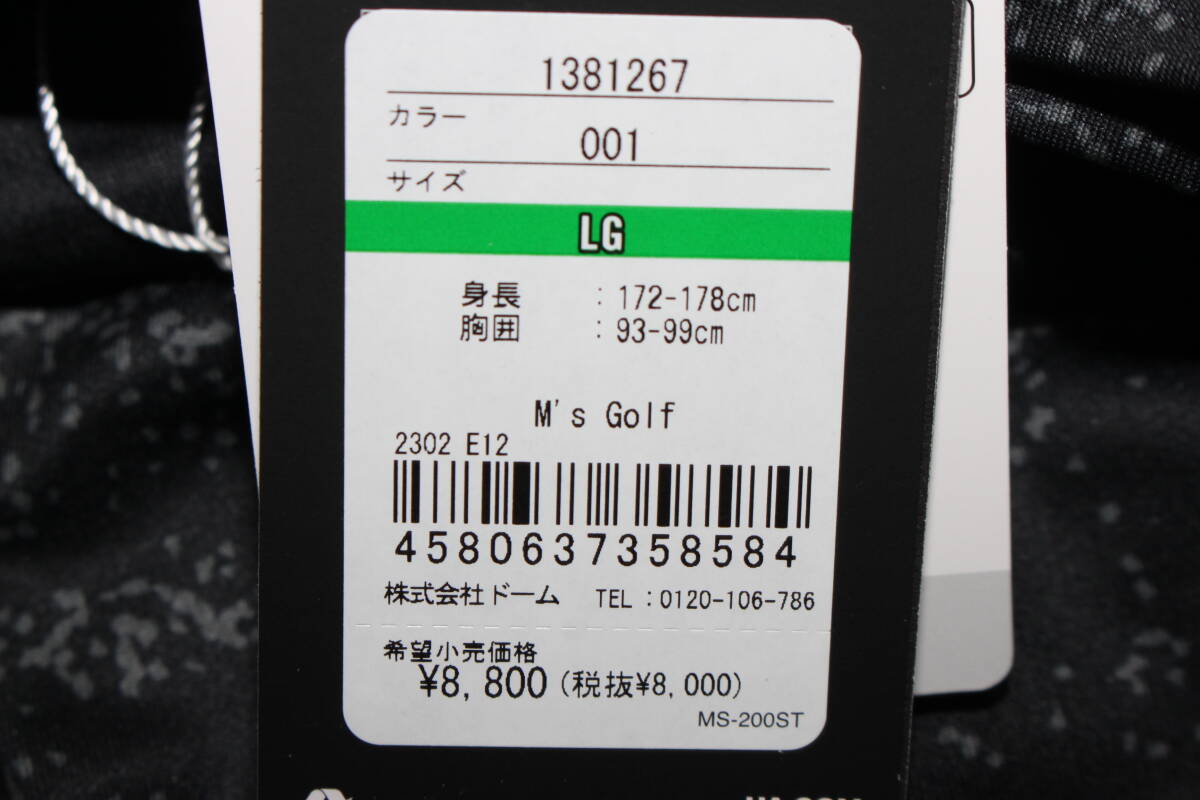 1381267
カラー
001
サイズ
LG
身長 : 172-178cm
胸囲 : 93-99cm
M's Golf
2302 E12
4580637358584
株式会社ドーム TEL：0120-106-786
希望小売価格
¥8,800 (税抜¥8,000)
MS-200ST